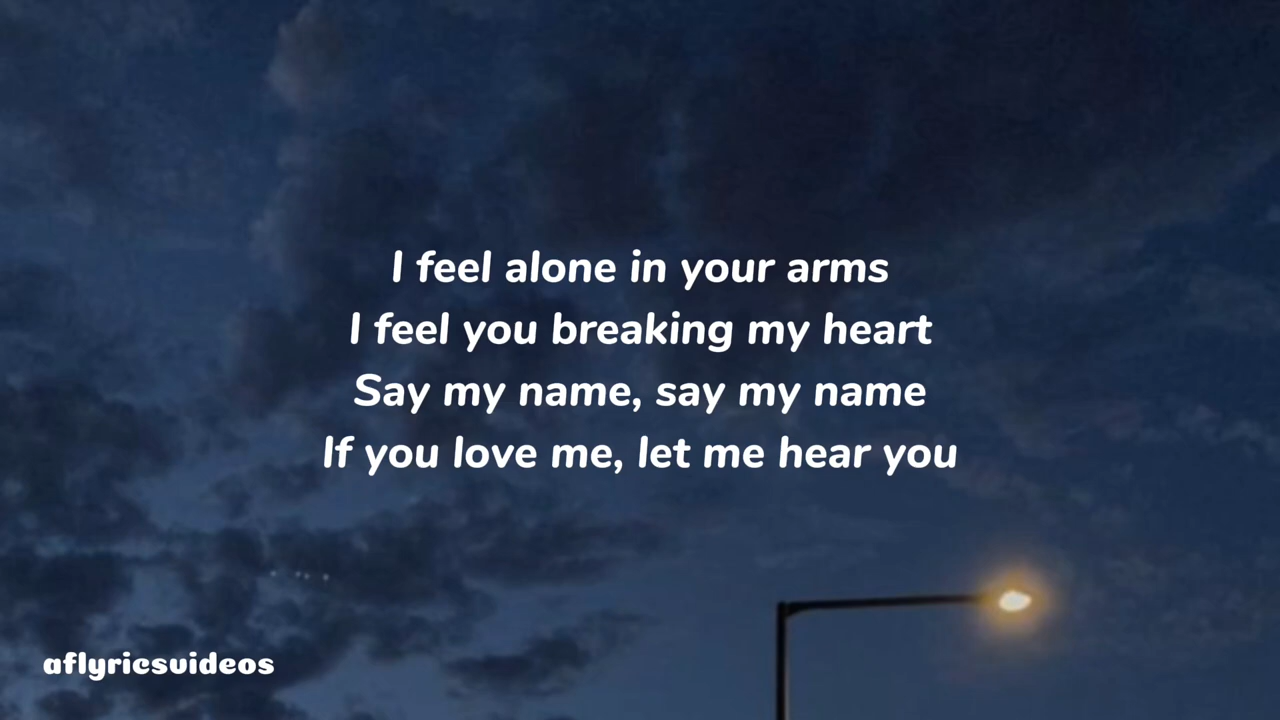 I feel alone in your arms
I feel you breaking my heart
Say my name, say my name
If you love me, let me hear you
aflyricsvideos